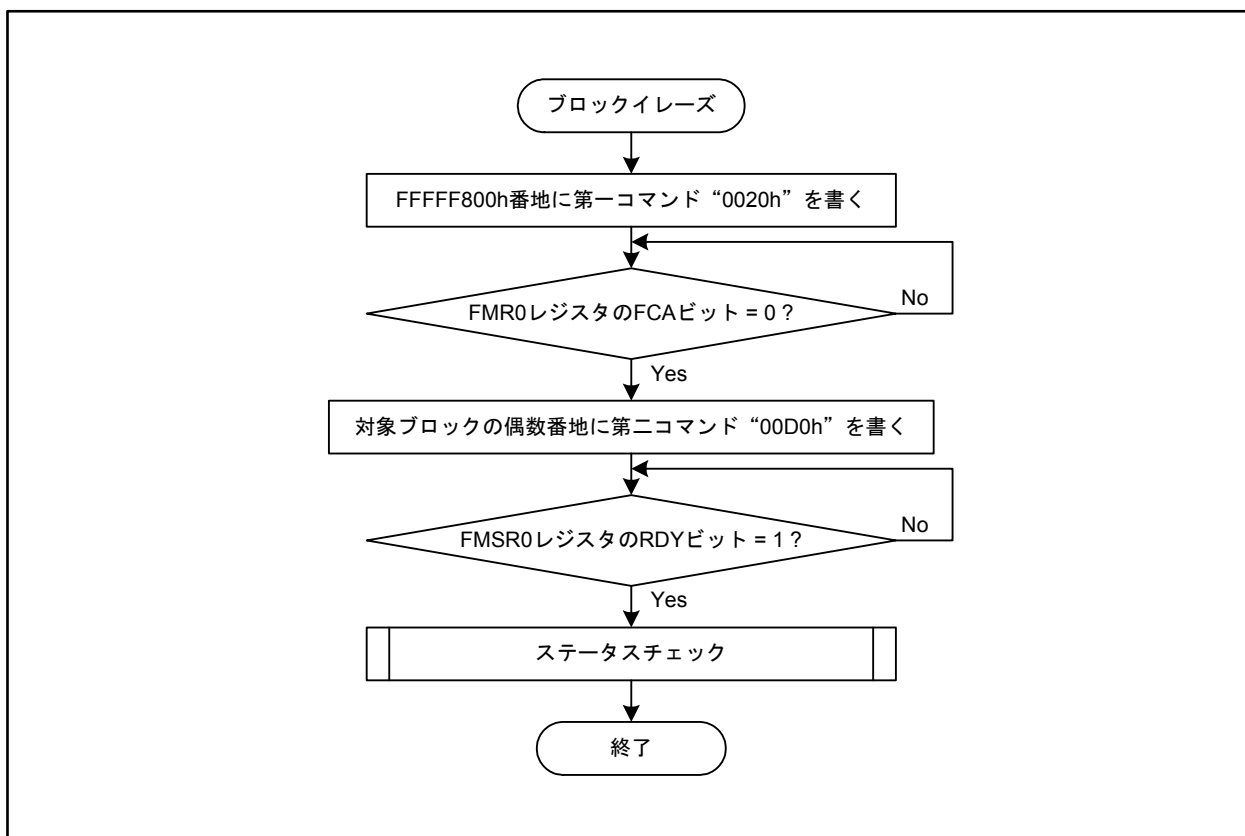 ブロックイレーズ
FFFFF800h番地に第一コマンド“0020h”を書く
FMR0レジスタのFCAビット = 0 ?
No
Yes
対象ブロックの偶数番地に第二コマンド“00D0h”を書く
FMSR0レジスタのRDYビット = 1 ?
No
Yes
ステータスチェック
終了